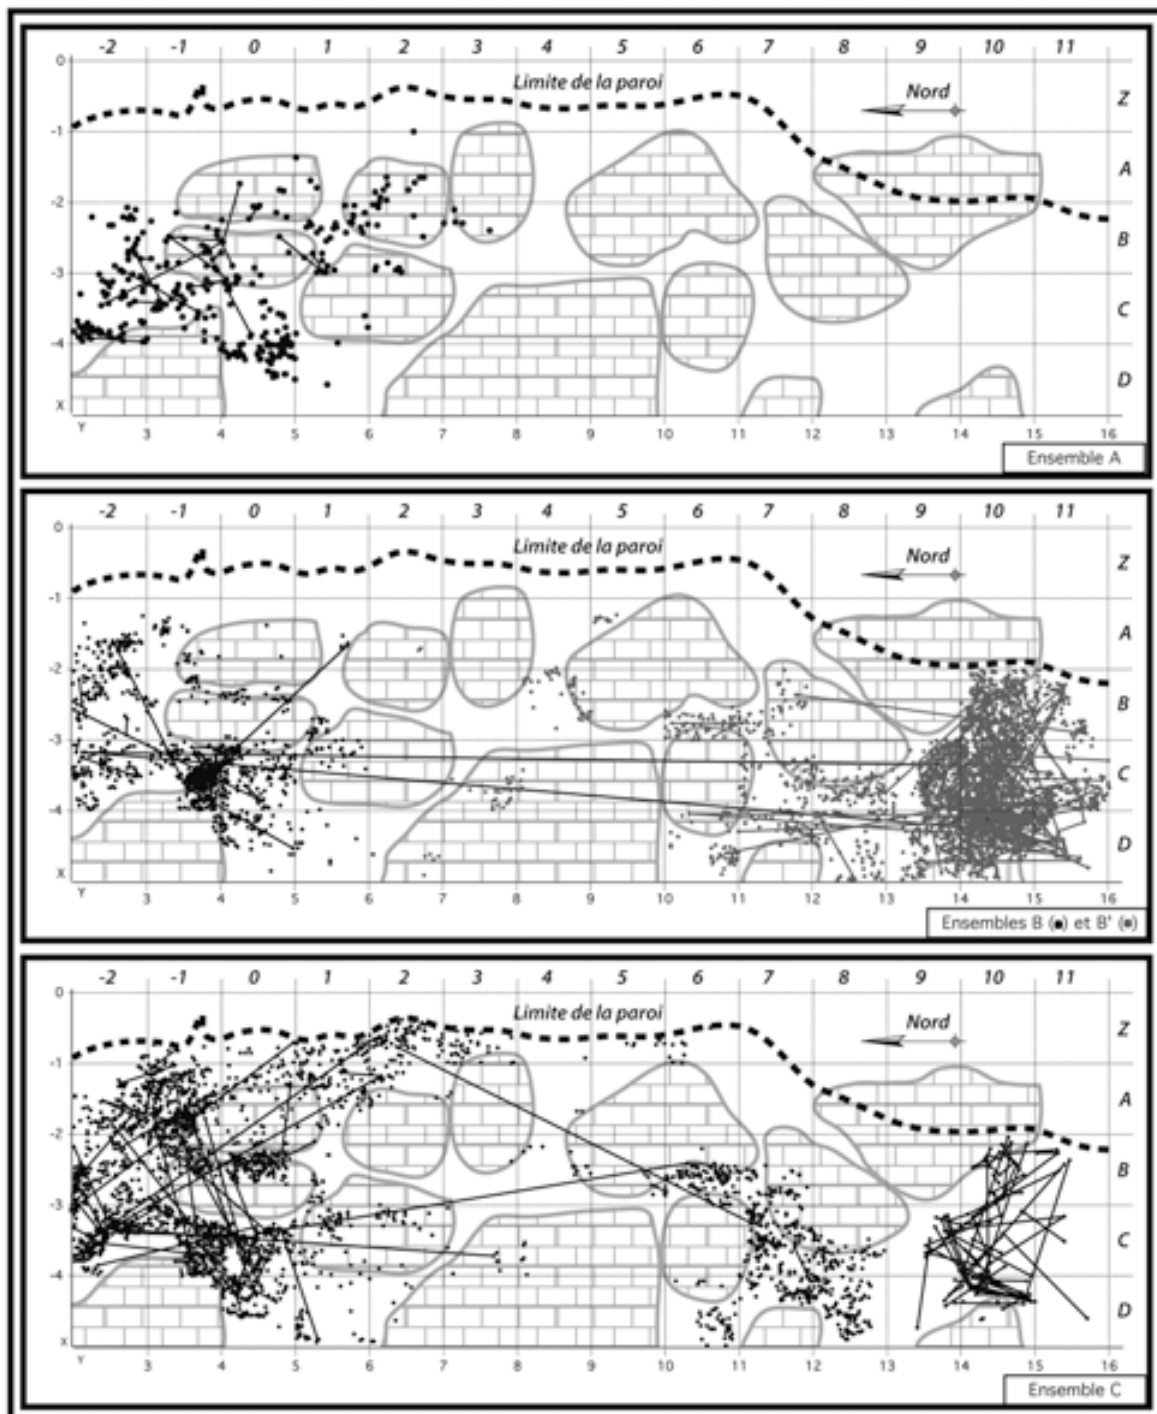 -2 -1 0 1 2 3 4 5 6 7 8 9 10 11
0
Limite de la paroi
Nord
Z
-1
A
-2
B
-3
C
-4
D
X
Y 3 4 5 6 7 8 9 10 11 12 13 14 15 16
Ensemble A
-2 -1 0 1 2 3 4 5 6 7 8 9 10 11
0
Limite de la paroi
Nord
Z
-1
A
-2
B
-3
C
-4
D
X
Y 3 4 5 6 7 8 9 10 11 12 13 14 15 16
Ensembles B (●) et B' (●)
-2 -1 0 1 2 3 4 5 6 7 8 9 10 11
0
Limite de la paroi
Nord
Z
-1
A
-2
B
-3
C
-4
D
X
Y 3 4 5 6 7 8 9 10 11 12 13 14 15 16
Ensemble C